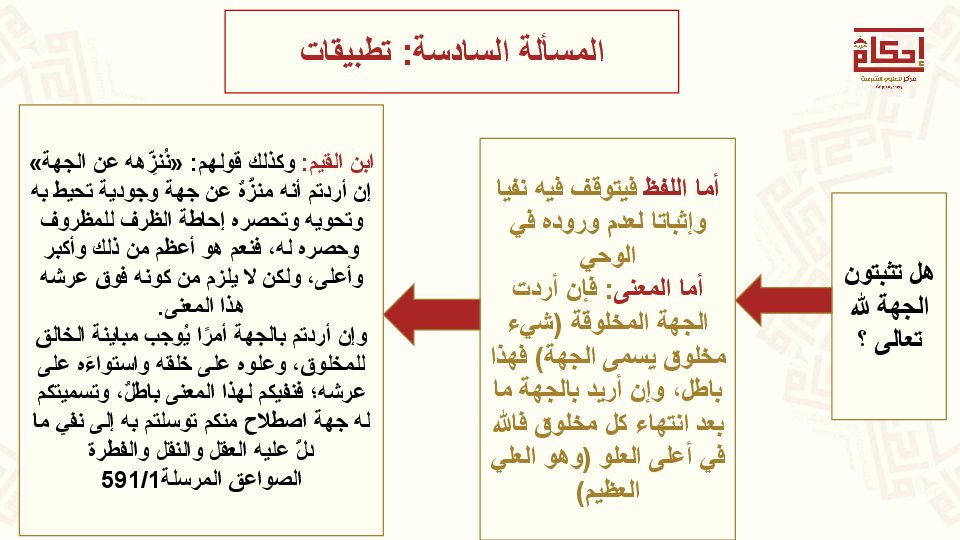 المسألة السادسة: تطبيقات
إحكام
مركز للعلوم الشرعية
هل تثبتون
الجهة لله
تعالى ؟
أما اللفظ فيتوقف فيه نفيا
وإثباتا لعدم وروده في
الوحي
أما المعنى: فإن أردت
الجهة المخلوقة (شيء
مخلوق يسمى الجهة) فهذا
باطل، وإن أريد بالجهة ما
بعد انتهاء كل مخلوق فالله
في أعلى العلو (وهو العلي
العظيم)
ابن القيم: وكذلك قولهم: «نُنزِّهه عن الجهة»
إن أردتم أنه منزَّهٌ عن جهة وجودية تحيط به
وتحويه وتحصره إحاطة الظرف للمظروف
وحصره له، فنعم هو أعظم من ذلك وأكبر
وأعلى، ولكن لا يلزم من كونه فوق عرشه
هذا المعنى.
وإن أردتم بالجهة أمرًا يُوجب مباينة الخالق
للمخلوق، وعلوه على خلقه واستواءَه على
عرشه؛ فنفيكم لهذا المعنى باطلٌ، وتسميتكم
له جهة اصطلاح منكم توسلتم به إلى نفي ما
دلَّ عليه العقل والنقل والفطرة
الصواعق المرسلة591/1